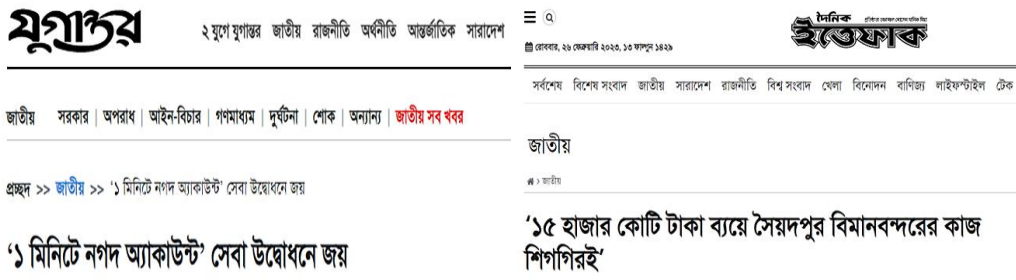 যুগান্তর
২ যুগে যুগান্তর জাতীয় রাজনীতি অর্থনীতি আন্তর্জাতিক সারাদেশ
জাতীয় সরকার | অপরাধ | আইন-বিচার | গণমাধ্যম | দুর্ঘটনা | শোক | অন্যান্য | জাতীয় সব খবর
প্রচ্ছদ >> জাতীয় >> '১ মিনিটে নগদ অ্যাকাউন্ট' সেবা উদ্বোধনে জয়
'১ মিনিটে নগদ অ্যাকাউন্ট' সেবা উদ্বোধনে জয়
দৈনিক
ইত্তেফাক
রোববার, ২৬ ফেব্রুয়ারি ২০২৩, ১৩ ফাল্গুন ১৪২৯
সর্বশেষ বিশেষ সংবাদ জাতীয় সারাদেশ রাজনীতি বিশ্ব সংবাদ খেলা বিনোদন বাণিজ্য লাইফস্টাইল টেক
জাতীয়
› জাতীয়
'১৫ হাজার কোটি টাকা ব্যয়ে সৈয়দপুর বিমানবন্দরের কাজ
শিগগিরই'